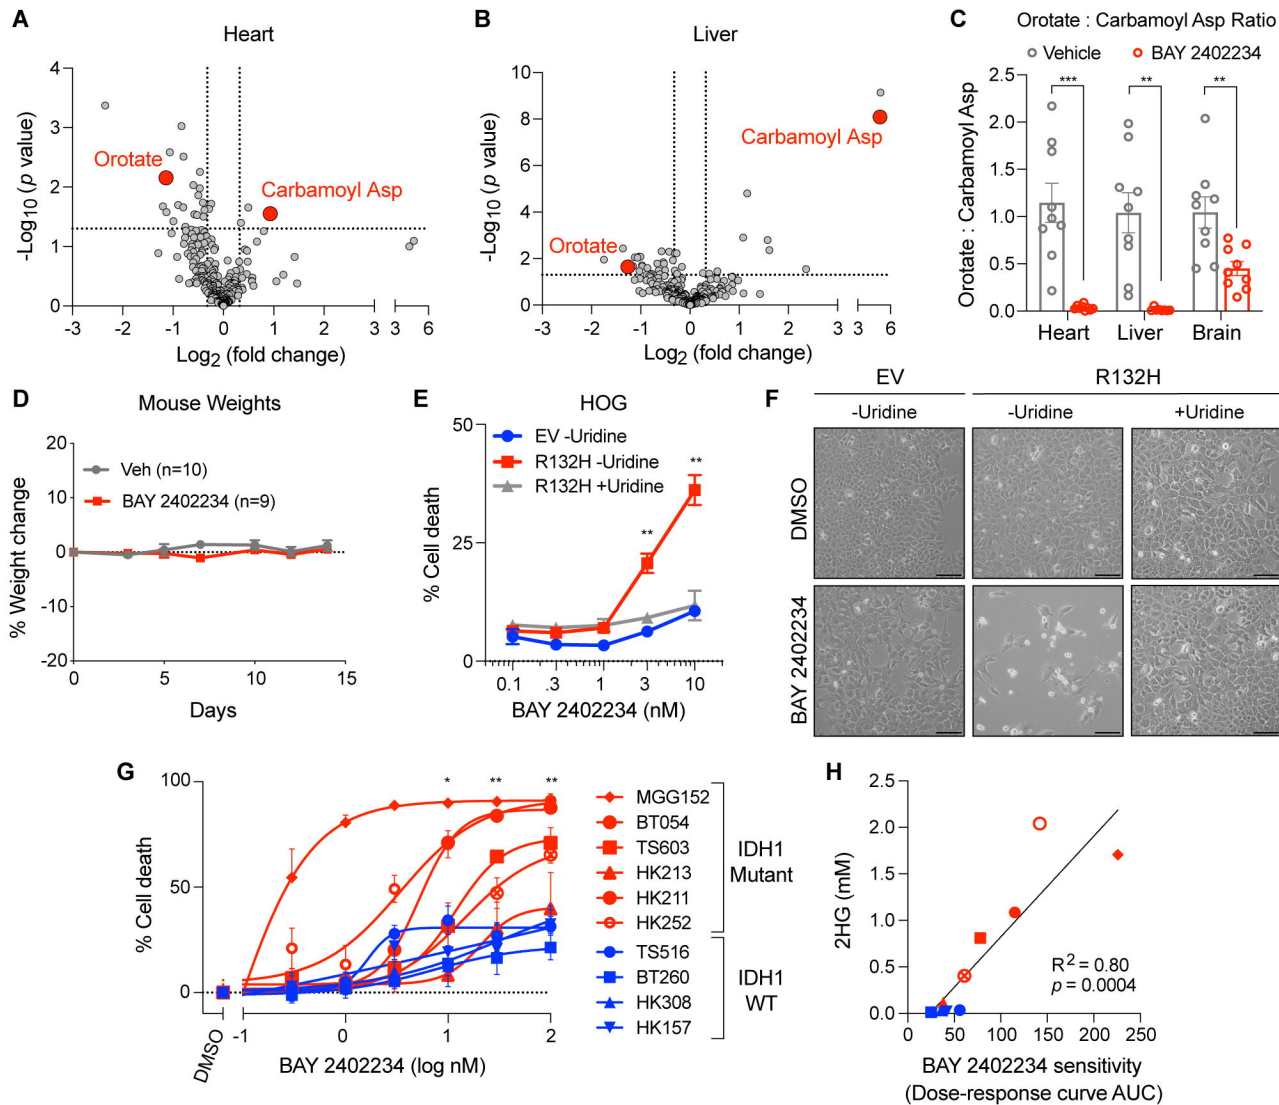 A
Heart
-Log10 (p value)
4
3
2
1
0
Orotate
Carbamoyl Asp
-3 -2 -1 0 1 2 3 3 6
Log2 (fold change)
B
Liver
-Log10 (p value)
10
8
6
4
2
0
Carbamoyl Asp
Orotate
-3 -2 -1 0 1 2 3 3 6
Log2 (fold change)
C
Orotate : Carbamoyl Asp Ratio
Vehicle BAY 2402234
Orotate : Carbamoyl Asp
2.5
2.0
1.5
1.0
0.5
0.0
*** ** **
Heart Liver Brain
D
Mouse Weights
% Weight change
20
10
0
-10
-20
Veh (n=10)
BAY 2402234 (n=9)
0 5 10 15
Days
E
HOG
% Cell death
50
25
0
EV -Uridine
R132H -Uridine
R132H +Uridine
**
**
0.1 .3 1 3 10
BAY 2402234 (nM)
F
EV R132H
-Uridine -Uridine +Uridine
DMSO
BAY 2402234
G
% Cell death
100
50
0
* ** **
DMSO -1 0 1 2
BAY 2402234 (log nM)
MGG152
BT054
TS603
HK213
HK211
HK252
IDH1
Mutant
TS516
BT260
HK308
HK157
IDH1
WT
H
2HG (mM)
2.5
2.0
1.5
1.0
0.5
0.0
R2 = 0.80
p = 0.0004
0 50 100 150 200 250
BAY 2402234 sensitivity
(Dose-response curve AUC)